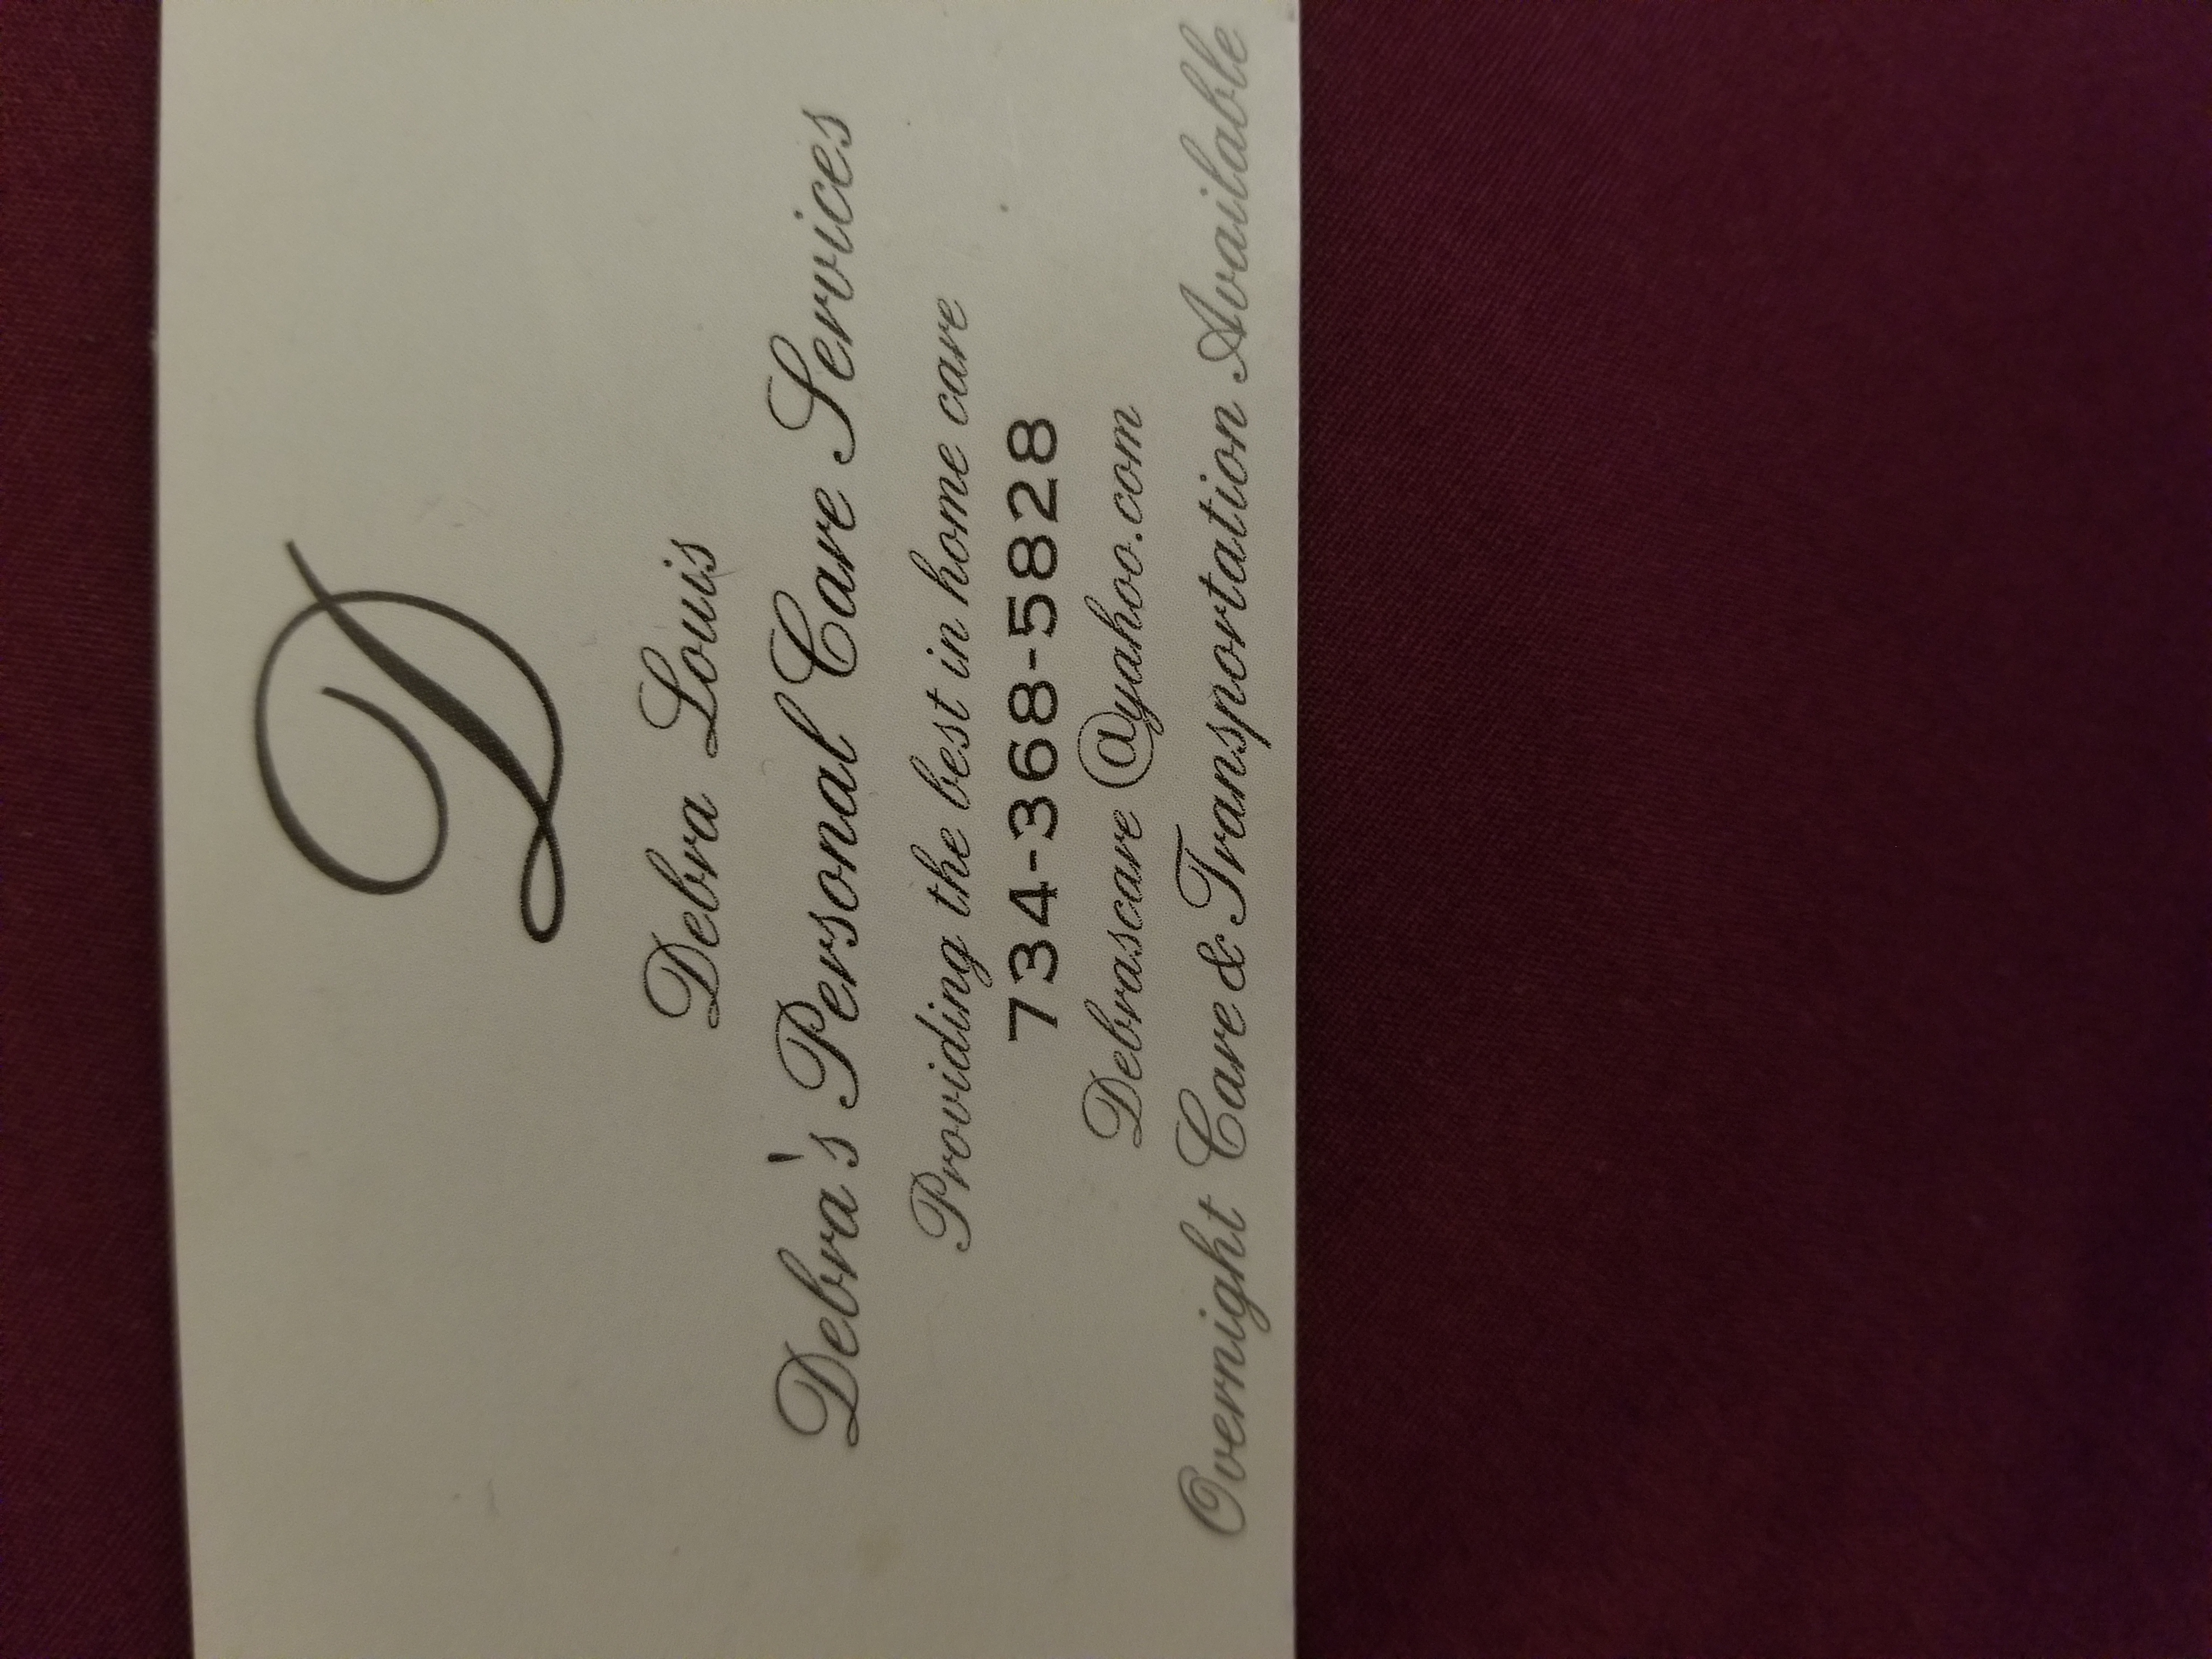 D
Debra Louis
Debra's Personal Care Services
Providing the best in home care
734-368-5828
Debrascare @yahoo.com
Overnight Care & Transportation Available